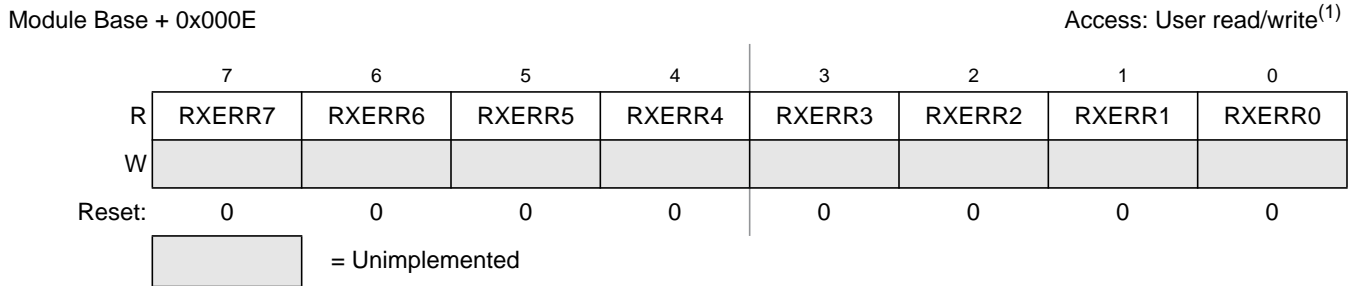 Module Base + 0x000E Access: User read/write(1)
7 6 5 4 3 2 1 0
R RXERR7 RXERR6 RXERR5 RXERR4 RXERR3 RXERR2 RXERR1 RXERR0
W
Reset: 0 0 0 0 0 0 0 0
= Unimplemented